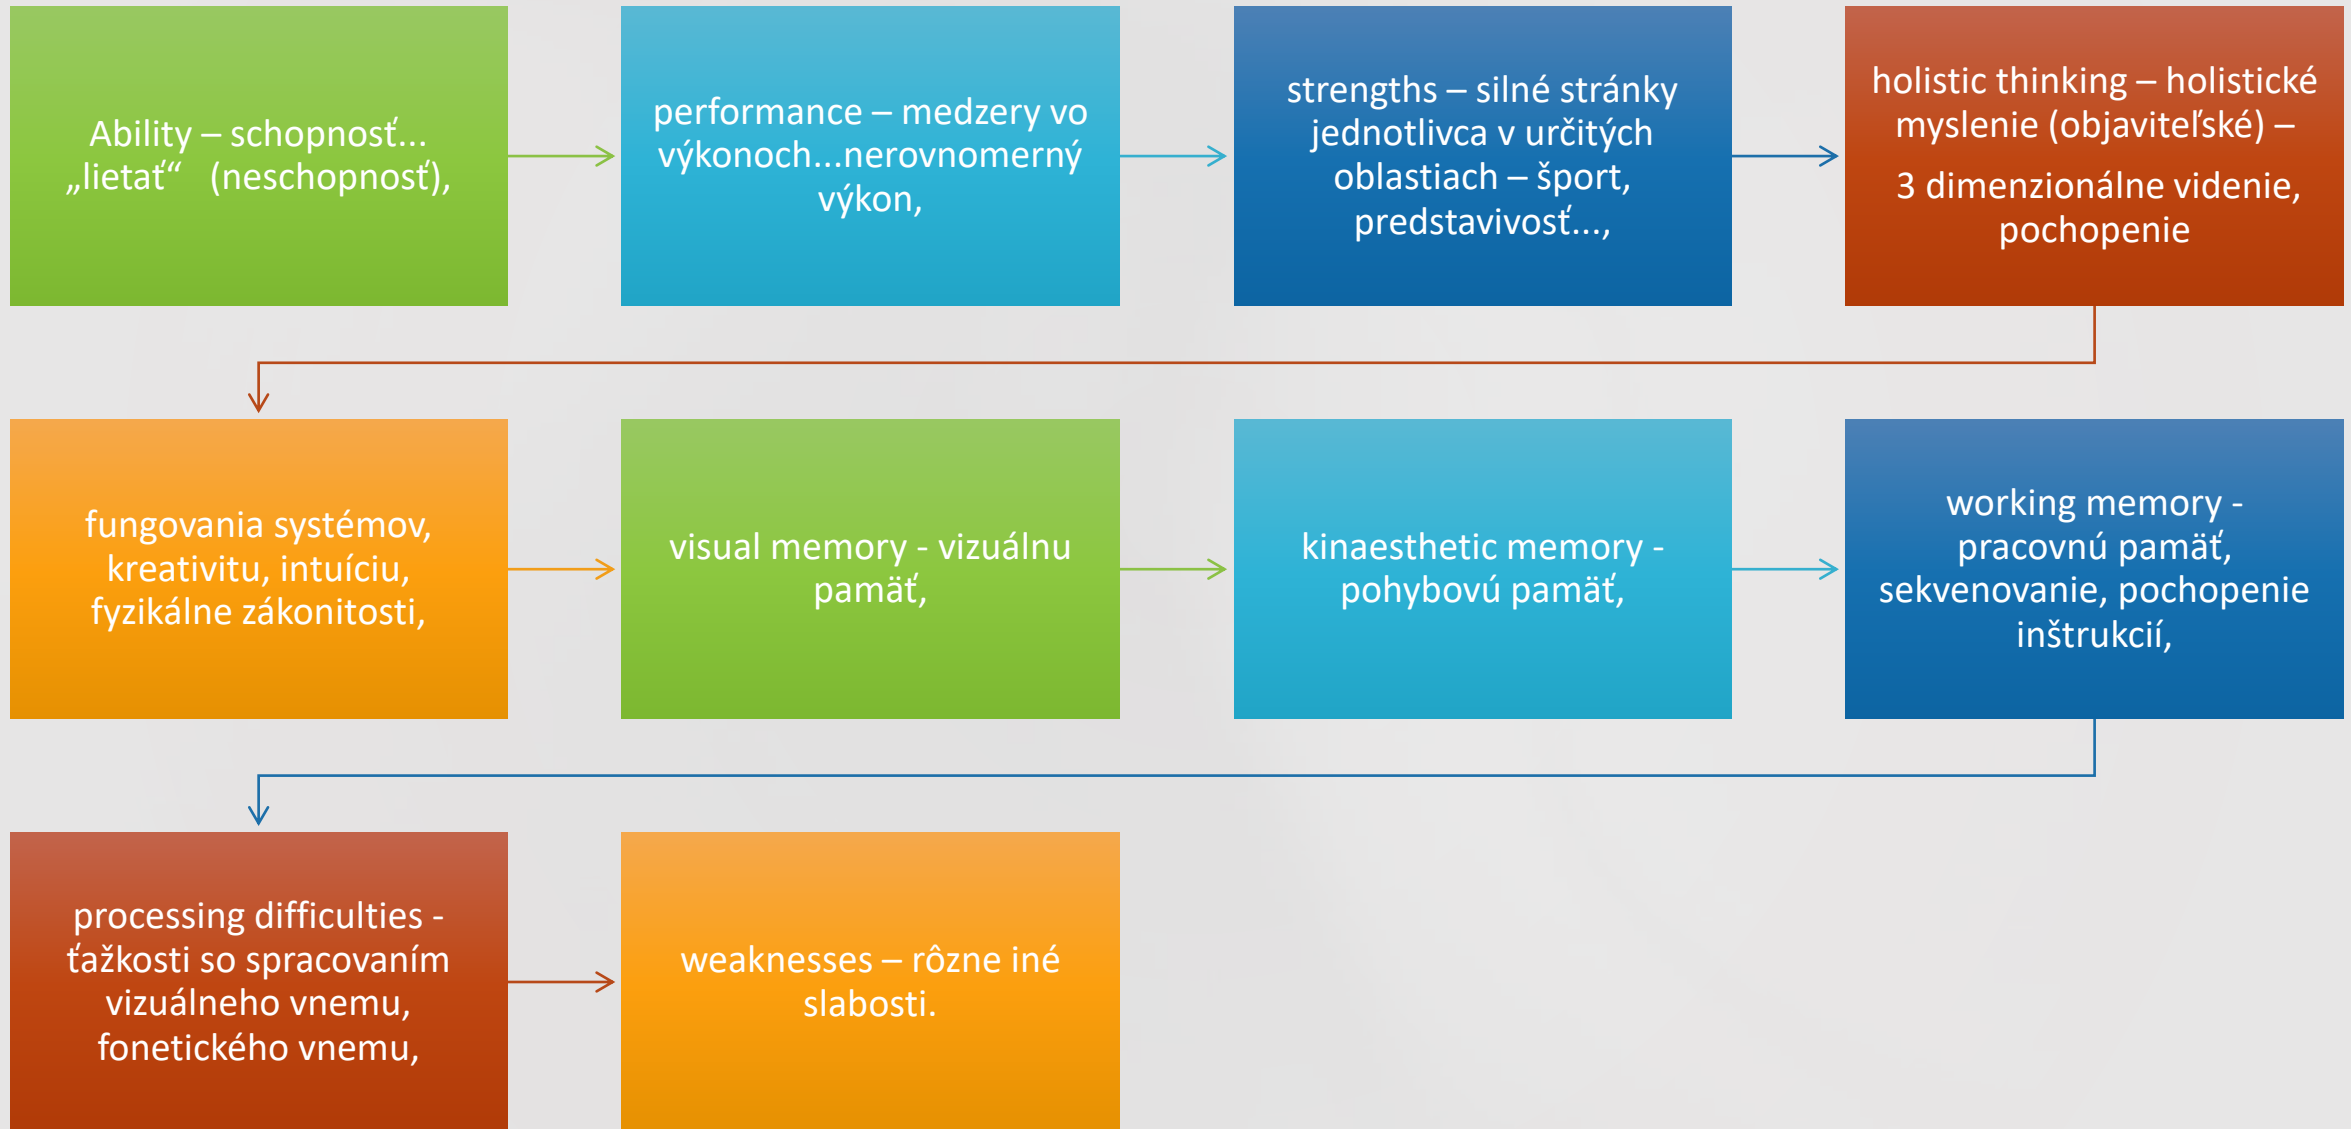 Ability – schopnosť...
„lietať“ (neschopnosť),
performance – medzery vo
výkonoch...nerovnomerný
výkon,
strengths – silné stránky
jednotlivca v určitých
oblastiach – šport,
predstavivosť...,
holistic thinking – holistické
myslenie (objaviteľské) –
3 dimenzionálne videnie,
pochopenie
fungovania systémov,
kreativitu, intuíciu,
fyzikálne zákonitosti,
visual memory - vizuálnu
pamäť,
kinaesthetic memory -
pohybovú pamäť,
working memory -
pracovnú pamäť,
sekvenovanie, pochopenie
inštrukcií,
processing difficulties -
ťažkosti so spracovaním
vizuálneho vnemu,
fonetického vnemu,
weaknesses – rôzne iné
slabosti.